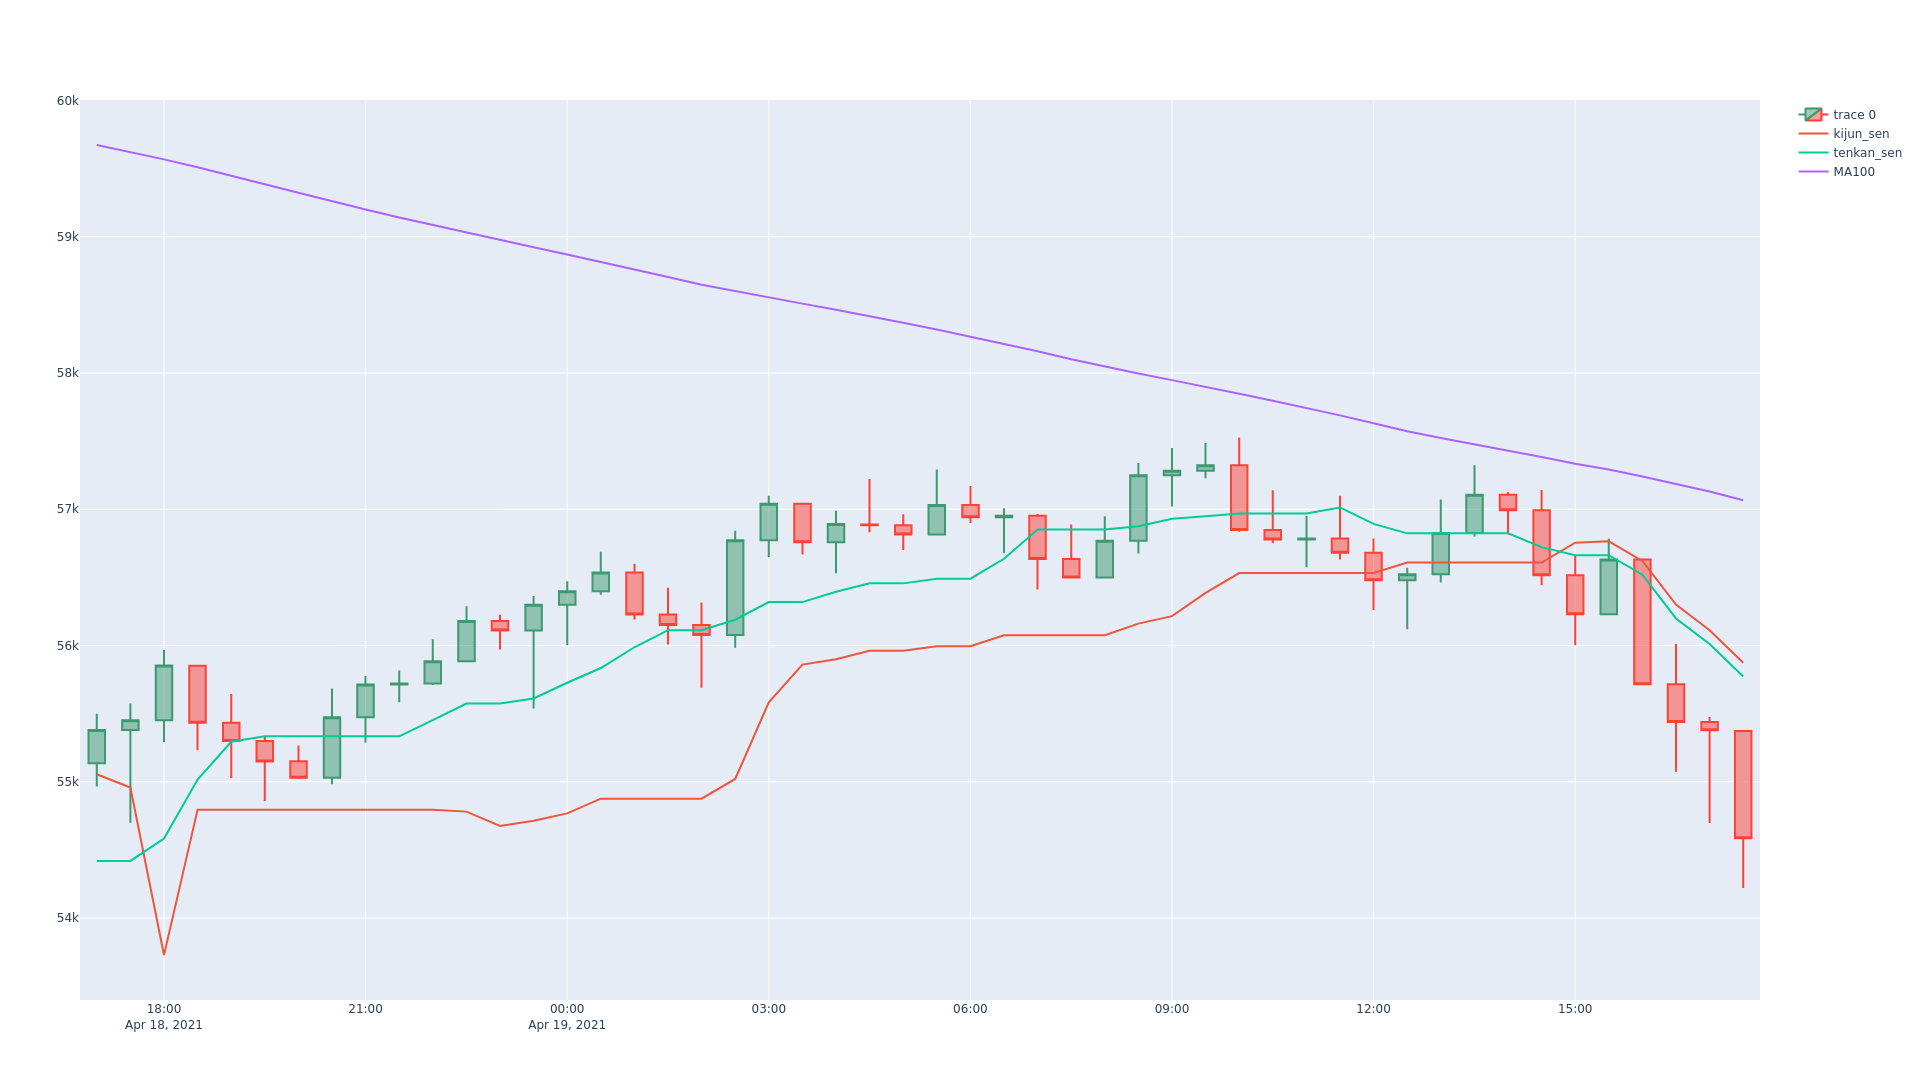 60k
59k
58k
57k
56k
55k
54k
18:00
Apr 18, 2021
21:00
00:00
Apr 19, 2021
03:00
06:00
09:00
12:00
15:00
trace 0
kijun_sen
tenkan_sen
MA100